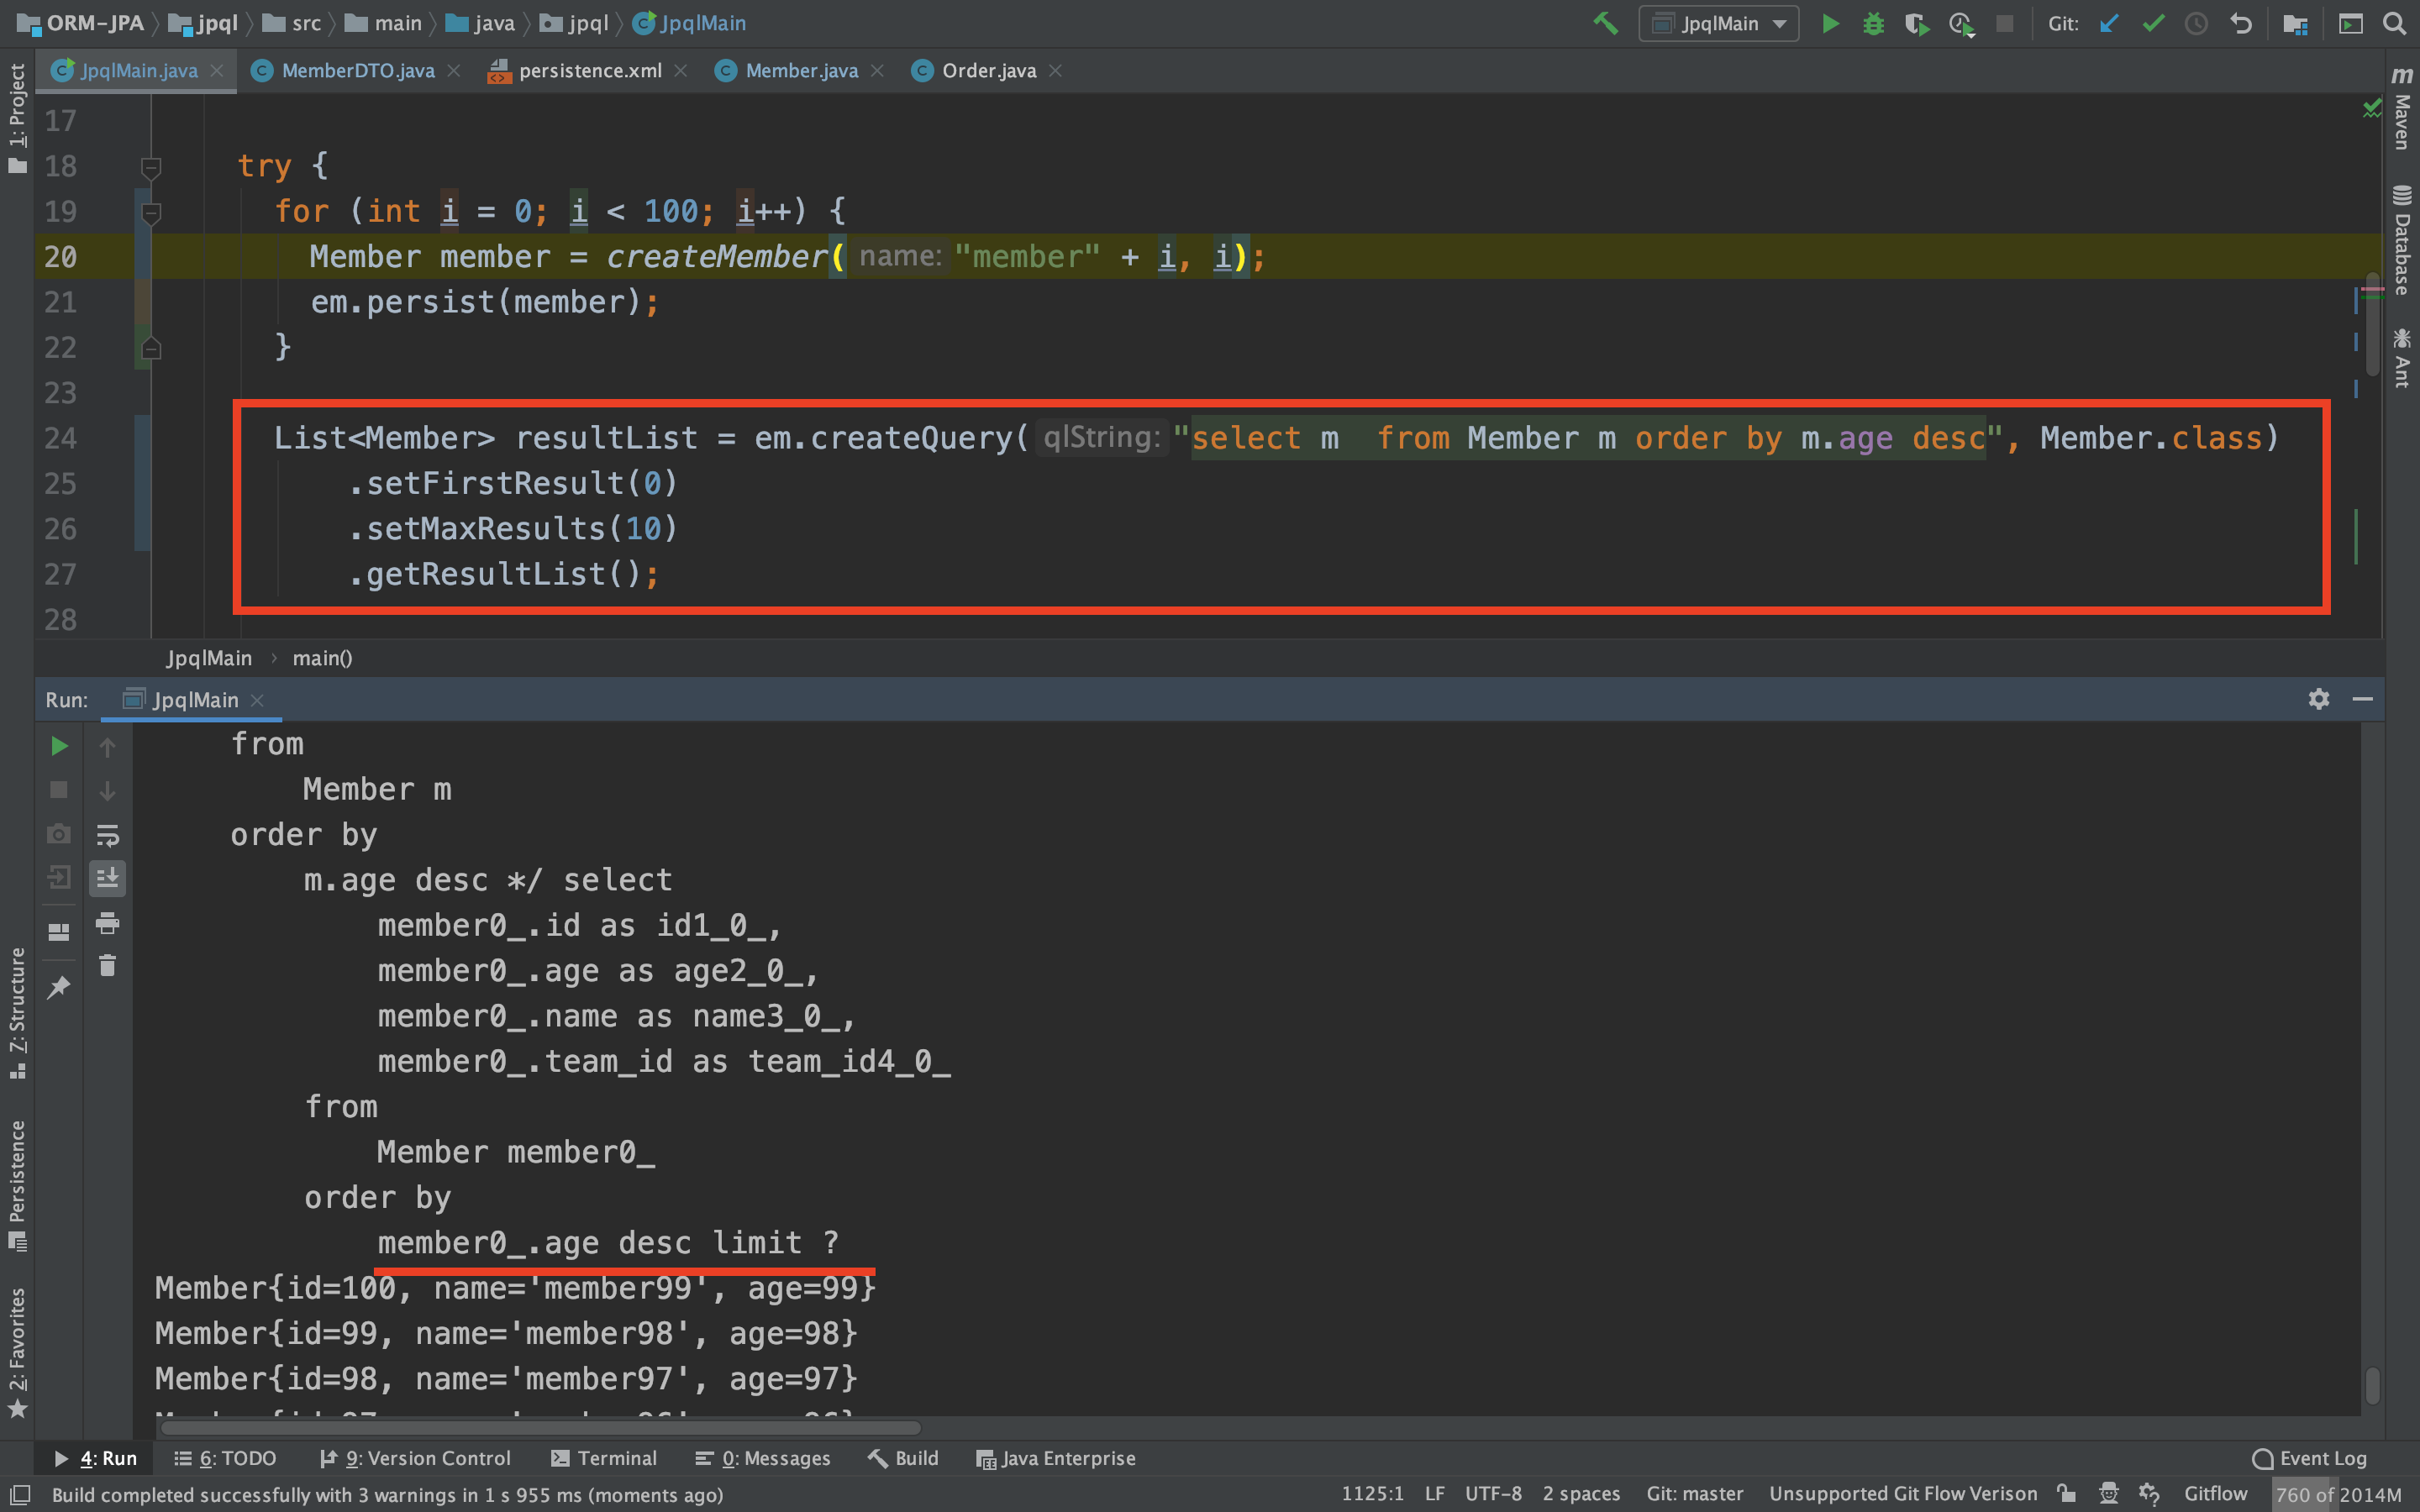 ORM-JPA jpql src main java jpql JpqlMain JpqlMain Git:
JpqlMain.java MemberDTO.java persistence.xml Member.java Order.java
1: Project
Z: Structure
Persistence
2: Favorites
m Maven
Database
Ant
17
18 try {
19 for (int i = 0; i < 100; i++) {
20 Member member = createMember( name: "member" + i, i);
21 em.persist(member);
22 }
23
24 List<Member> resultList = em.createQuery( qlString: "select m  from Member m order by m.age desc", Member.class)
25 .setFirstResult(0)
26 .setMaxResults(10)
27 .getResultList();
28
JpqlMain main()
Run: JpqlMain
from
Member m
order by
m.age desc */ select
member0_.id as id1_0_,
member0_.age as age2_0_,
member0_.name as name3_0_,
member0_.team_id as team_id4_0_
from
Member member0_
order by
member0_.age desc limit ?
Member{id=100, name='member99', age=99}
Member{id=99, name='member98', age=98}
Member{id=98, name='member97', age=97}
4: Run 6: TODO 9: Version Control Terminal 0: Messages Build Java Enterprise Event Log
Build completed successfully with 3 warnings in 1 s 955 ms (moments ago) 1125:1 LF UTF-8 2 spaces Git: master Unsupported Git Flow Verison Gitflow 760 of 2014M